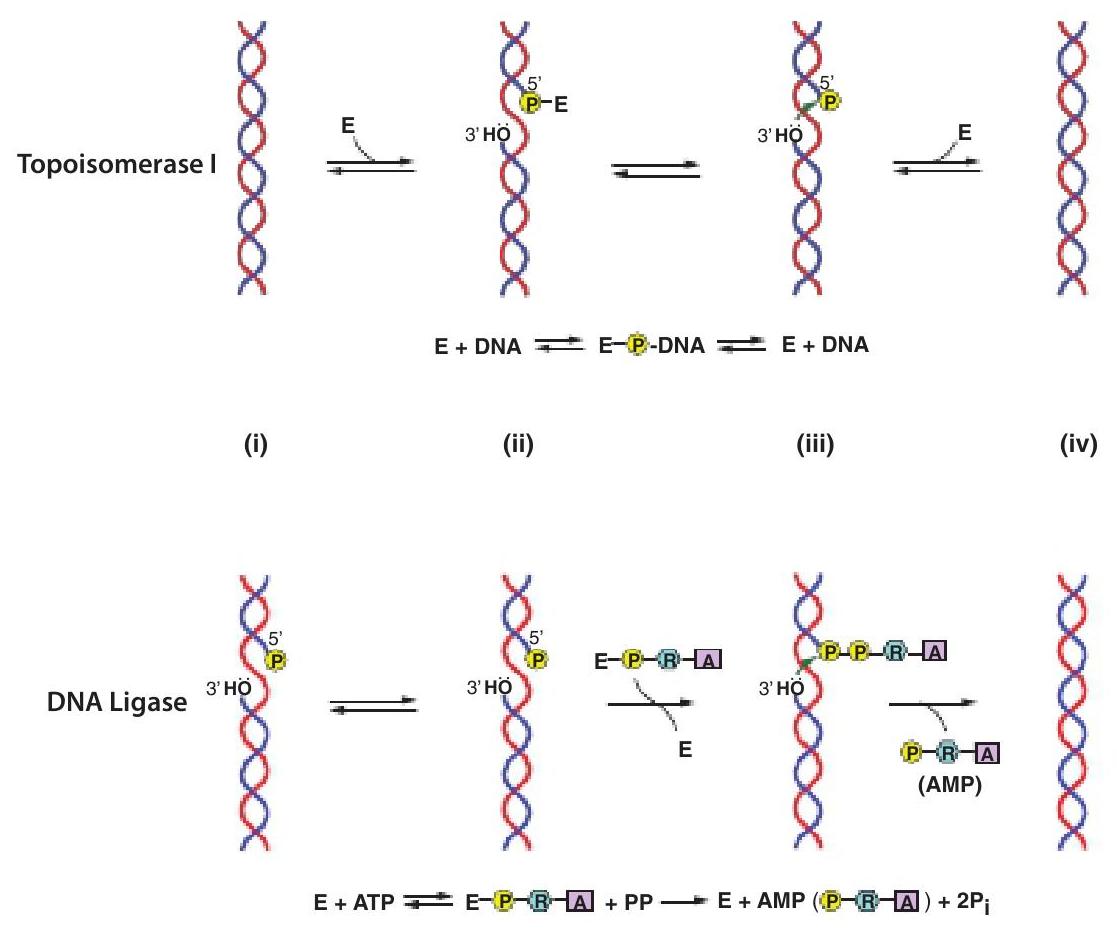 5'
E
P-E
3' HÖ
5'
P
3' HÖ
E
Topoisomerase I
E + DNA ⇌ E-P-DNA ⇌ E + DNA
(i) (ii) (iii) (iv)
5'
P
3' HÖ
5'
P
3' HÖ
E-P-R-A
E
P-P-R-A
3' HÖ
DNA Ligase
P-R-A
(AMP)
E + ATP ⇌ E-P-R-A + PP → E + AMP (P-R-A) + 2Pi